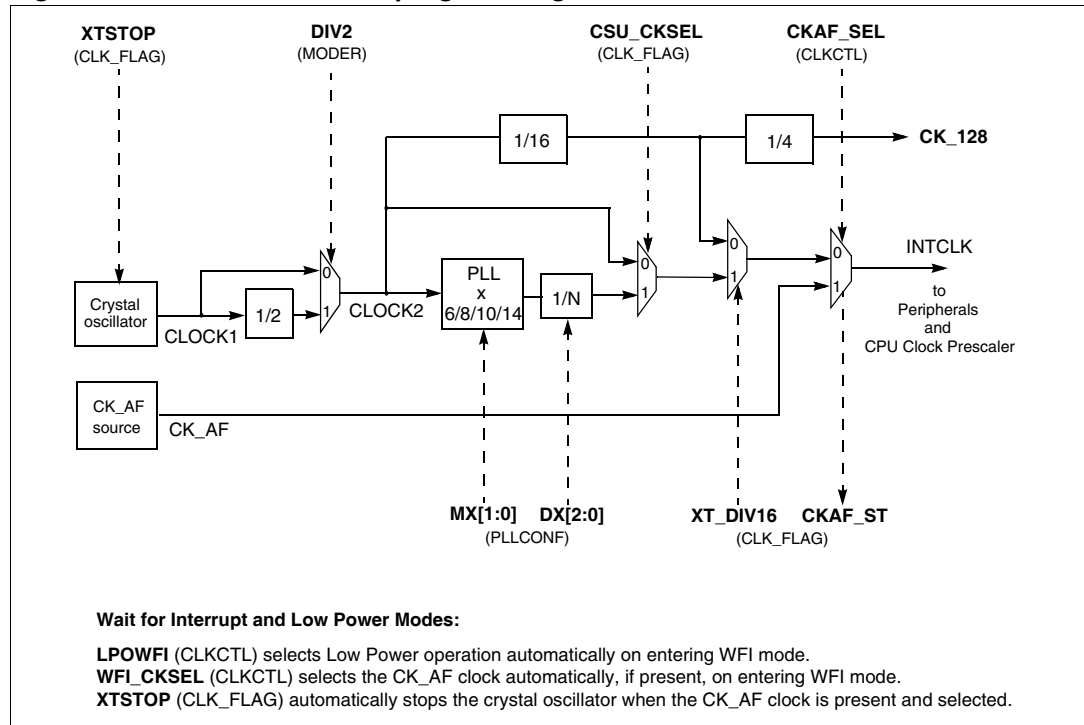 XTSTOP
(CLK_FLAG)
DIV2
(MODER)
CSU_CKSEL
(CLK_FLAG)
CKAF_SEL
(CLKCTL)
1/16
1/4
CK_128
0
1
0
1
0
1
0
1
INTCLK
to
Peripherals
and
CPU Clock Prescaler
Crystal
oscillator
CLOCK1
1/2
CLOCK2
PLL
x
6/8/10/14
1/N
CK_AF
source
CK_AF
MX[1:0]
DX[2:0]
(PLLCONF)
XT_DIV16
CKAF_ST
(CLK_FLAG)
Wait for Interrupt and Low Power Modes:
LPOWFI (CLKCTL) selects Low Power operation automatically on entering WFI mode.
WFI_CKSEL (CLKCTL) selects the CK_AF clock automatically, if present, on entering WFI mode.
XTSTOP (CLK_FLAG) automatically stops the crystal oscillator when the CK_AF clock is present and selected.